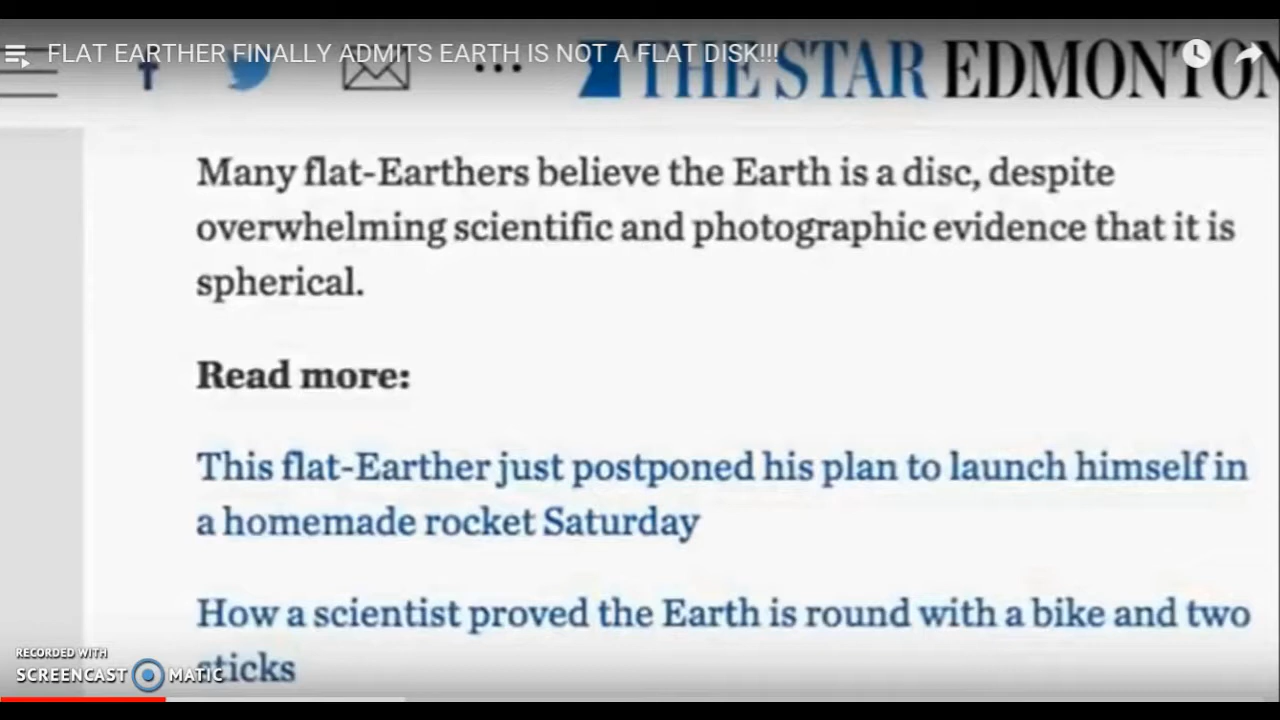 FLAT EARTHER FINALLY ADMITS EARTH IS NOT A FLAT DISK!!!
THE STAR EDMONTON
Many flat-Earthers believe the Earth is a disc, despite
overwhelming scientific and photographic evidence that it is
spherical.
Read more:
This flat-Earther just postponed his plan to launch himself in
a homemade rocket Saturday
How a scientist proved the Earth is round with a bike and two
sticks
RECORDED WITH
SCREENCAST MATIC